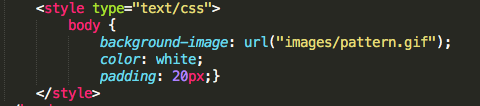 <style type="text/css">
body {
background-image: url("images/pattern.gif");
color: white;
padding: 20px;}
</style>